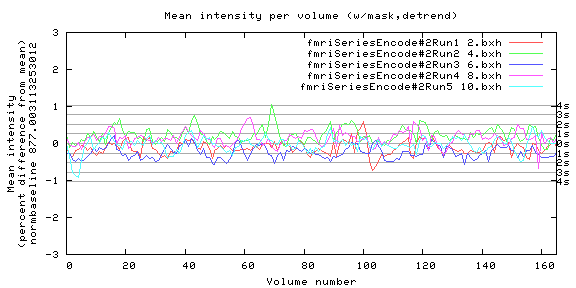 Mean intensity per volume (w/mask,detrend)
fmriSeriesEncode#2Run1 2.bxh
fmriSeriesEncode#2Run2 4.bxh
fmriSeriesEncode#2Run3 6.bxh
fmriSeriesEncode#2Run4 8.bxh
fmriSeriesEncode#2Run5 10.bxh
Mean intensity
(percent difference from mean)
normbaseline 877.003113253012
3
2
1
0
-1
-2
-3
4s
3s
2s
1s
0s
1s
2s
3s
4s
0 20 40 60 80 100 120 140 160
Volume number